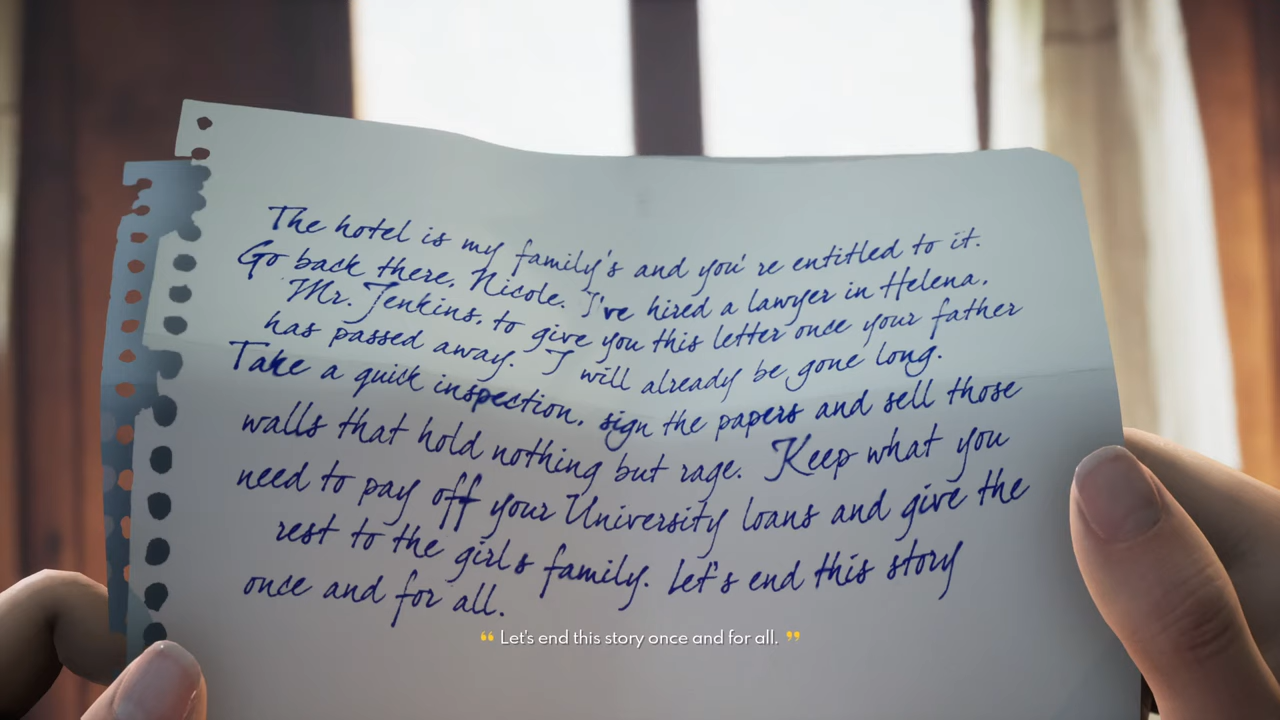 The hotel is my family's and you're entitled to it.
Go back there, Nicole. I've hired a lawyer in Helena,
Mr. Jenkins, to give you this letter once your father
has passed away. I will already be gone long.
Take a quick inspection, sign the papers and sell those
walls that hold nothing but rage. Keep what you
need to pay off your University loans and give the
rest to the girls family. Let's end this story
once and for all.
“ Let's end this story once and for all. ”